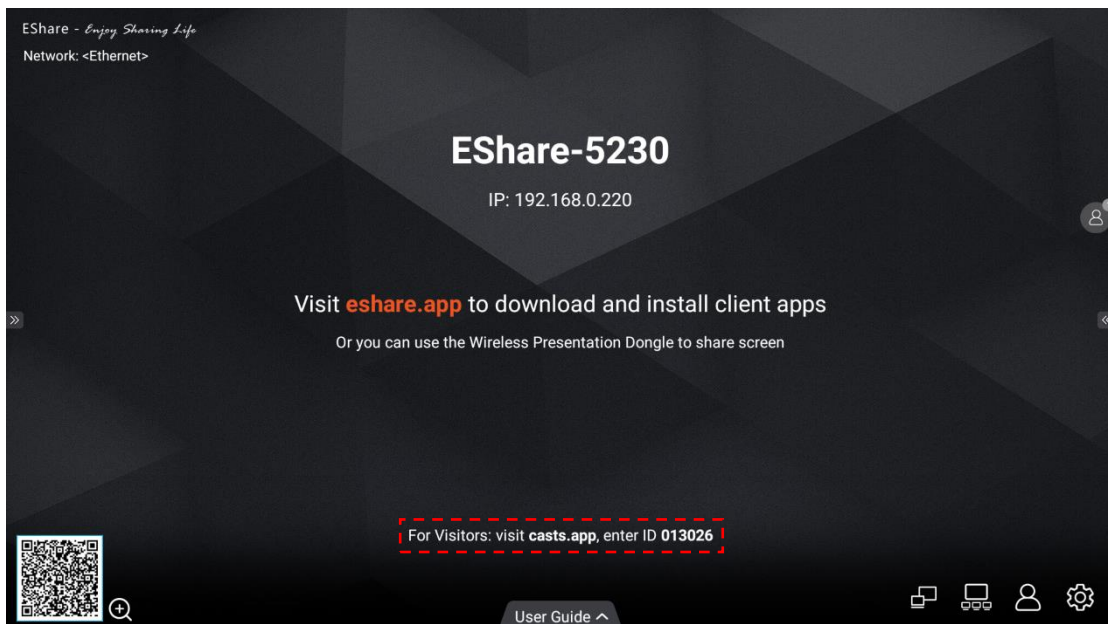 EShare - Enjoy Sharing Life
Network: <Ethernet>
EShare-5230
IP: 192.168.0.220
Visit eshare.app to download and install client apps
Or you can use the Wireless Presentation Dongle to share screen
For Visitors: visit casts.app, enter ID 013026
User Guide